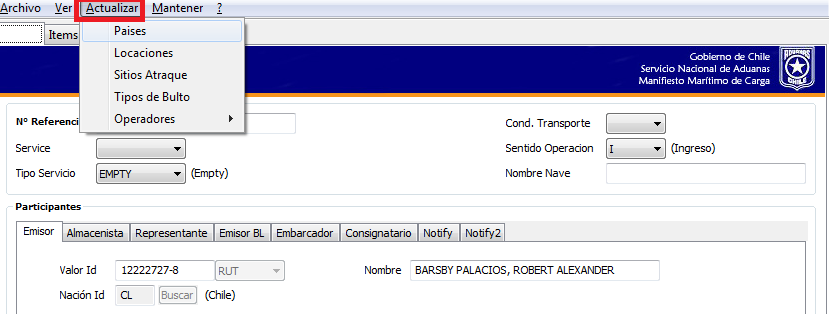 Archivo Ver Actualizar Mantener ?
Items
Paises
Locaciones
Sitios Atraque
Tipos de Bulto
Operadores
Gobierno de Chile
Servicio Nacional de Aduanas
Manifiesto Marítimo de Carga
ADUANAS
CHILE
Nº Referenci
Cond. Transporte
Service
Sentido Operacion I (Ingreso)
Tipo Servicio EMPTY (Empty)
Nombre Nave
Participantes
Emisor Almacenista Representante Emisor BL Embarcador Consignatario Notify Notify2
Valor Id 12222727-8 RUT Nombre BARSBY PALACIOS, ROBERT ALEXANDER
Nación Id CL Buscar (Chile)